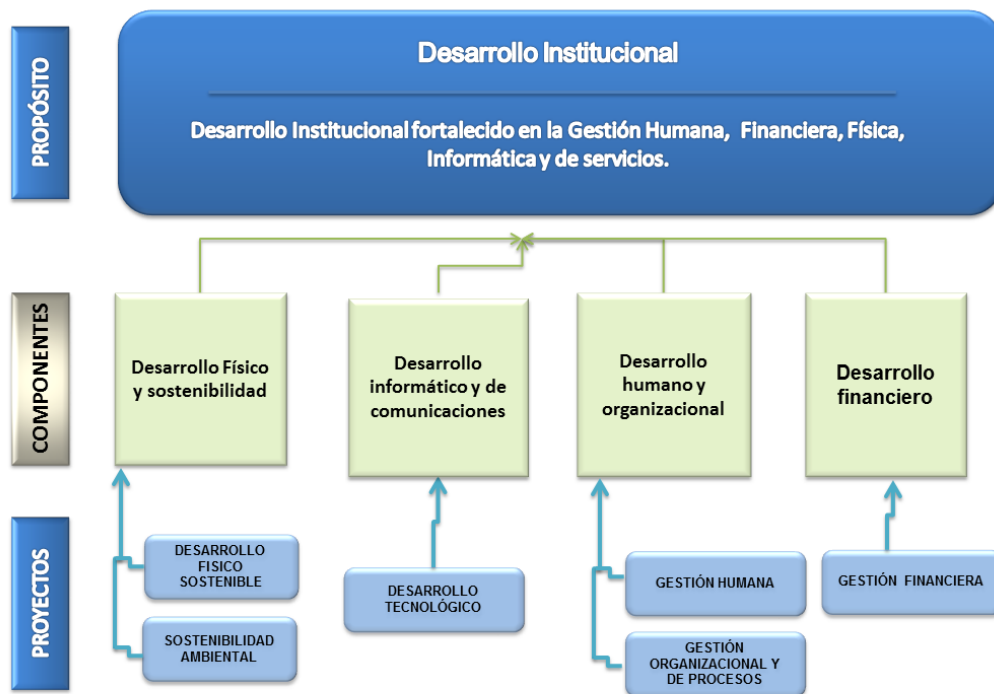 PROPÓSITO
Desarrollo Institucional
Desarrollo Institucional fortalecido en la Gestión Humana, Financiera, Física,
Informática y de servicios.
COMPONENTES
Desarrollo Físico
y sostenibilidad
Desarrollo
informático y de
comunicaciones
Desarrollo
humano y
organizacional
Desarrollo
financiero
PROYECTOS
DESARROLLO
FISICO
SOSTENIBLE
SOSTENIBILIDAD
AMBIENTAL
DESARROLLO
TECNOLÓGICO
GESTIÓN HUMANA
GESTIÓN
ORGANIZACIONAL Y
DE PROCESOS
GESTIÓN FINANCIERA